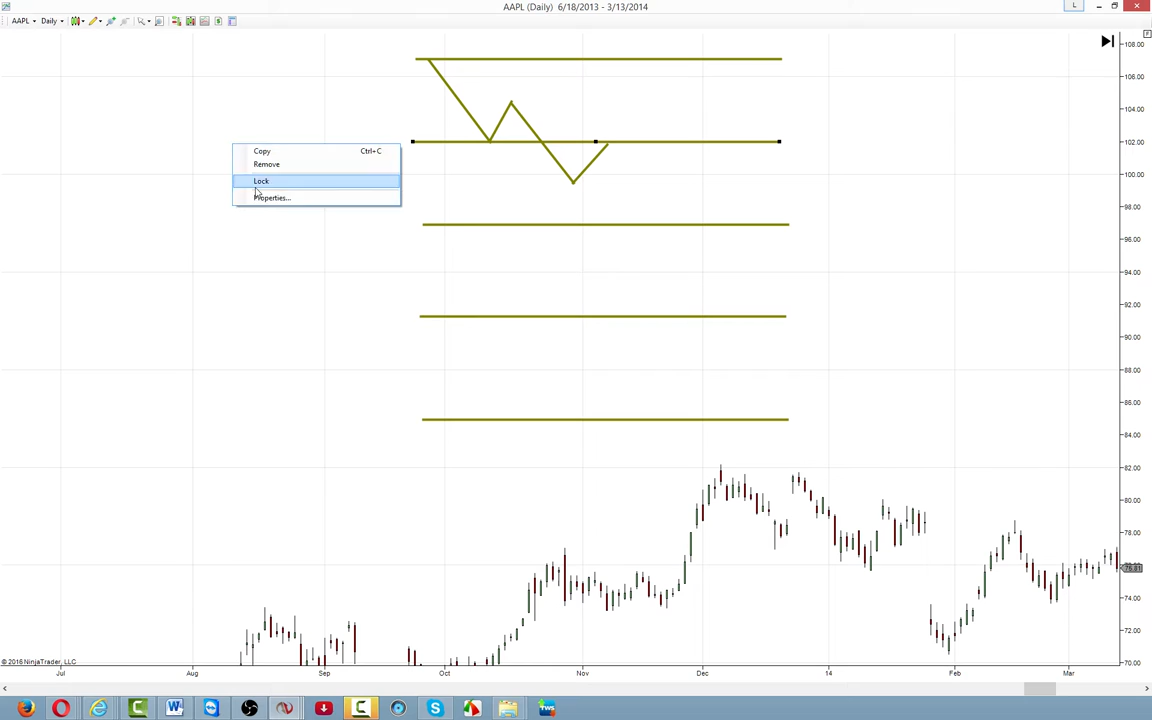 AAPL (Daily) 6/18/2013 - 3/13/2014
L
AAPL Daily
F
108.00
106.00
104.00
102.00
100.00
98.00
96.00
94.00
92.00
90.00
88.00
86.00
84.00
82.00
80.00
78.00
76.81
74.00
72.00
70.00
Copy Ctrl+C
Remove
Lock
Properties...
© 2016 NinjaTrader, LLC
Jul Aug Sep Oct Nov Dec 14 Feb Mar
W S TWS